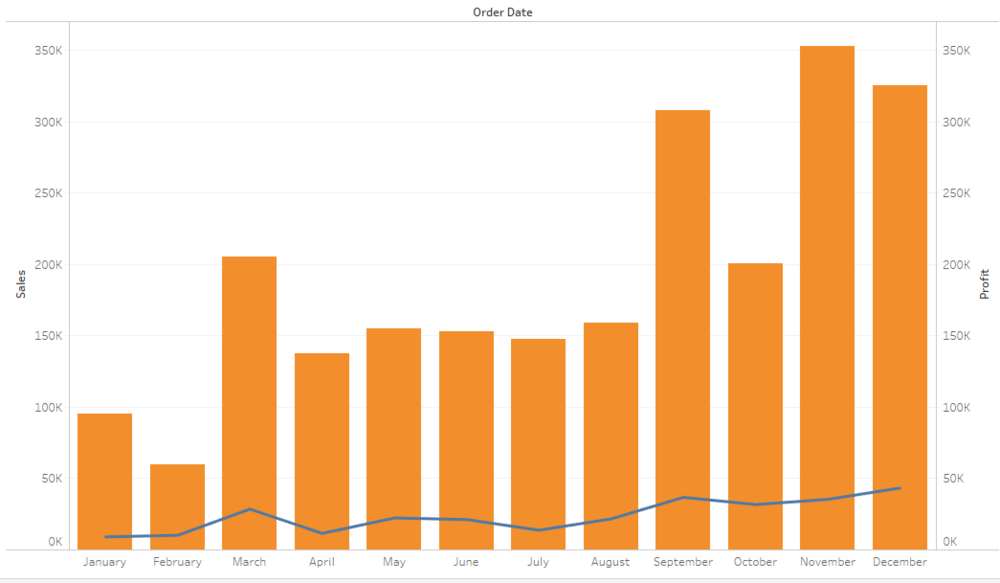 Order Date
Sales
350K
300K
250K
200K
150K
100K
50K
0K
350K
300K
250K
200K
150K
100K
50K
0K
Profit
January February March April May June July August September October November December